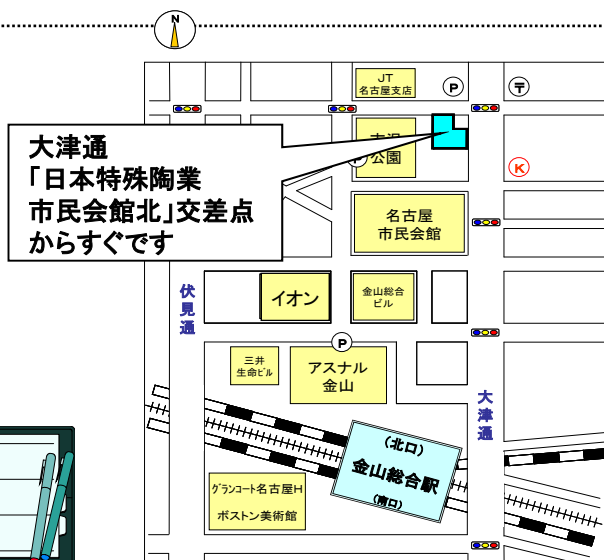 N
JT
名古屋支店
P
〒
大津通
「日本特殊陶業
市民会館北」交差点
からすぐです
公園
P
K
名古屋
市民会館
伏見通
イオン
金山総合
ビル
P
三井
生命ビル
アスナル
金山
大津通
(北口)
金山総合駅
(南口)
グランコート名古屋H
ボストン美術館